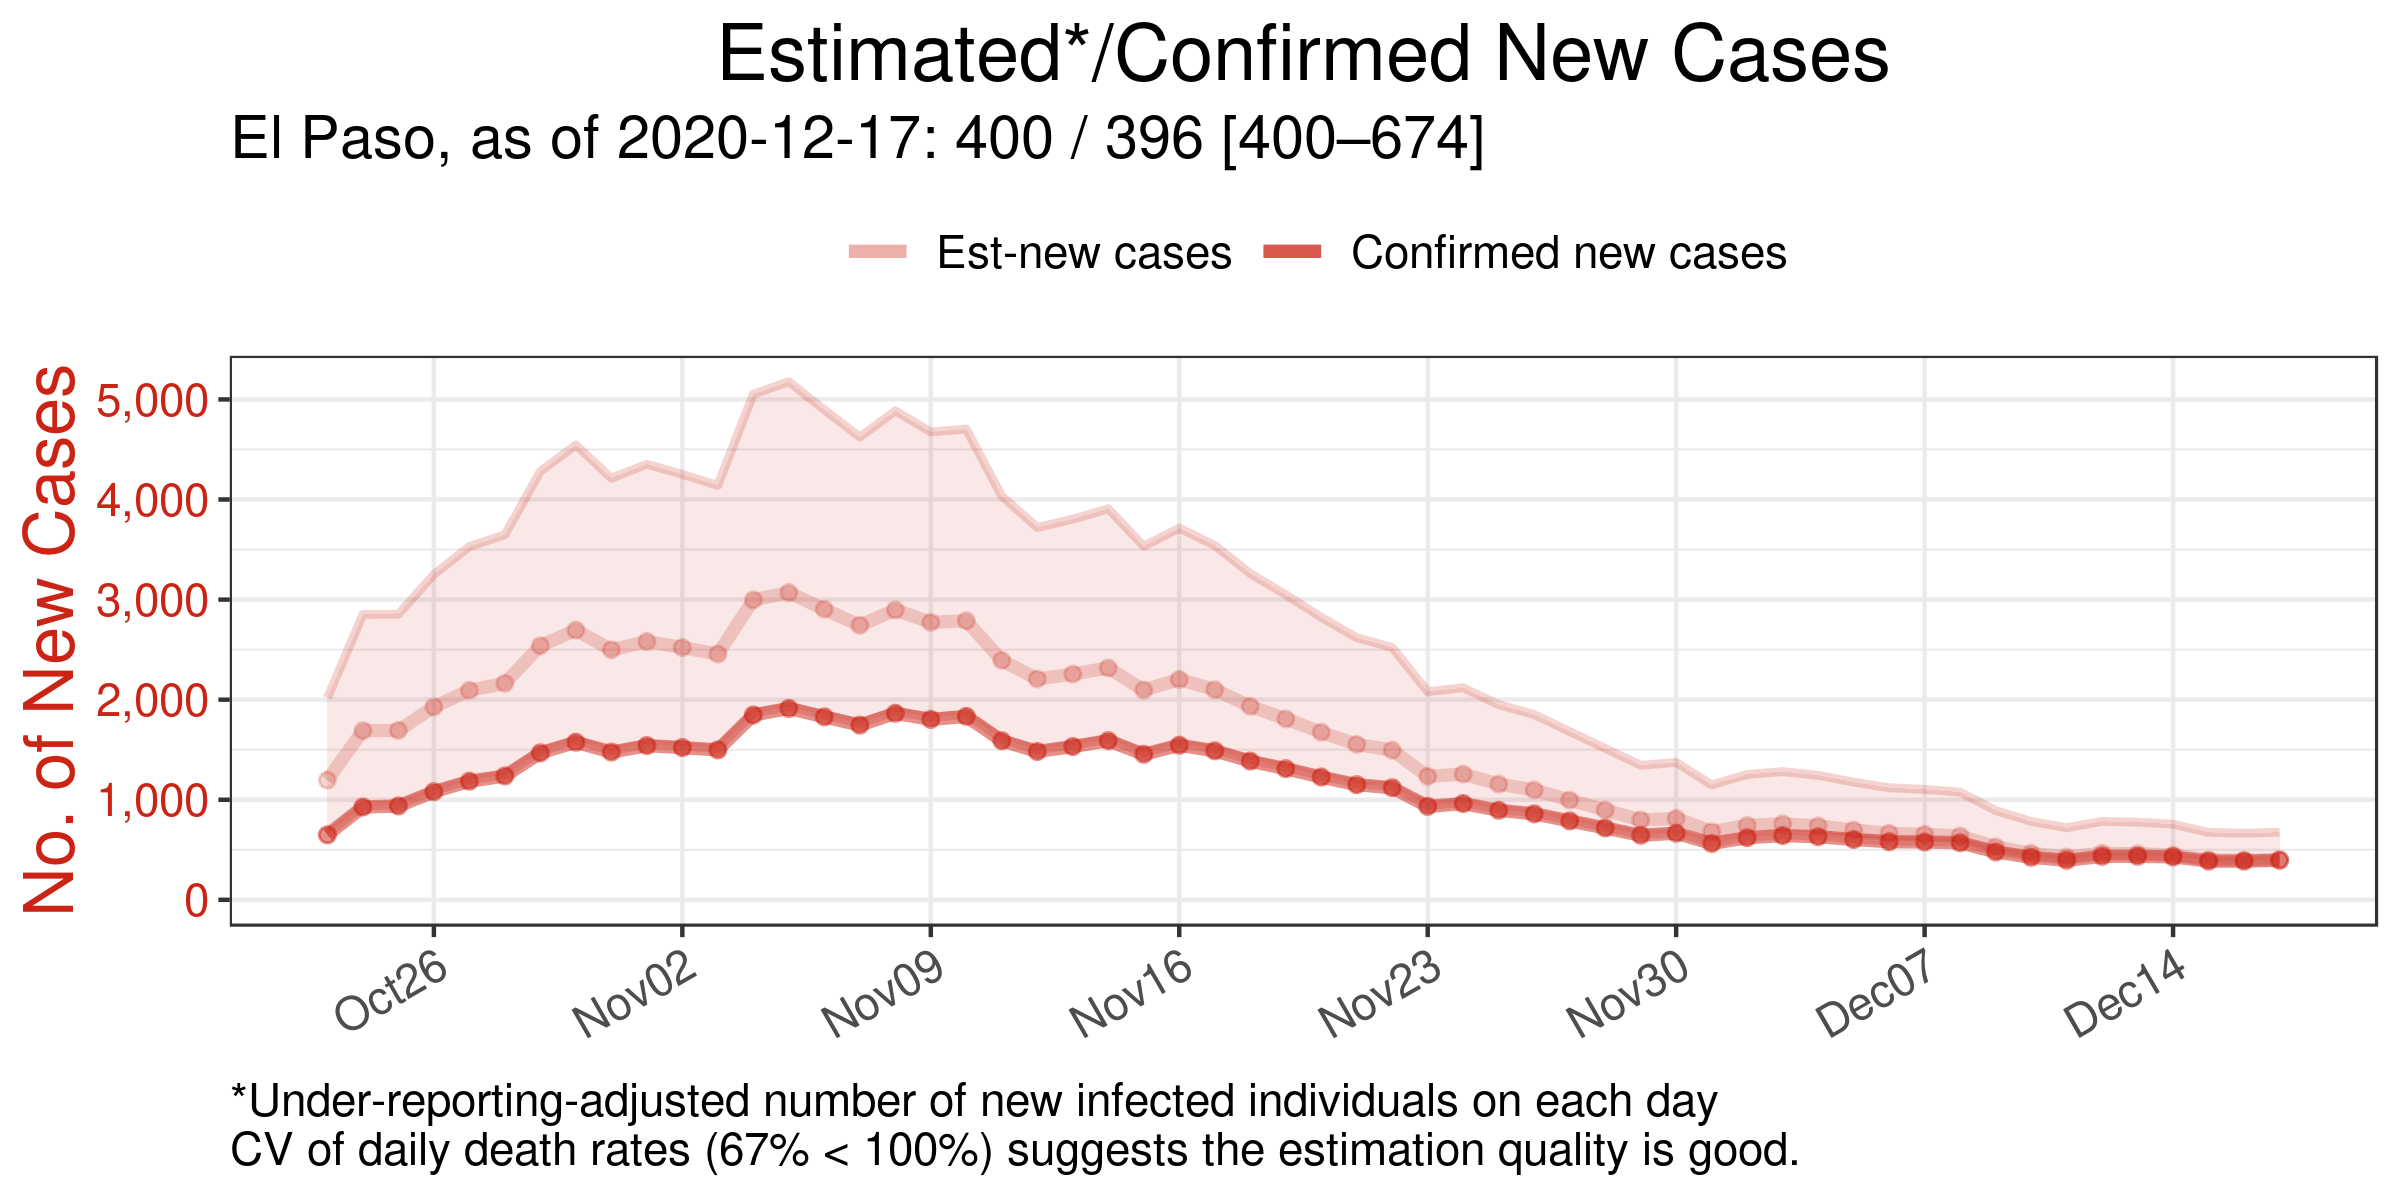 Estimated*/Confirmed New Cases
El Paso, as of 2020-12-17: 400 / 396 [400–674]
Est-new cases
Confirmed new cases
No. of New Cases
5,000
4,000
3,000
2,000
1,000
0
Oct26
Nov02
Nov09
Nov16
Nov23
Nov30
Dec07
Dec14
*Under-reporting-adjusted number of new infected individuals on each day
CV of daily death rates (67% < 100%) suggests the estimation quality is good.